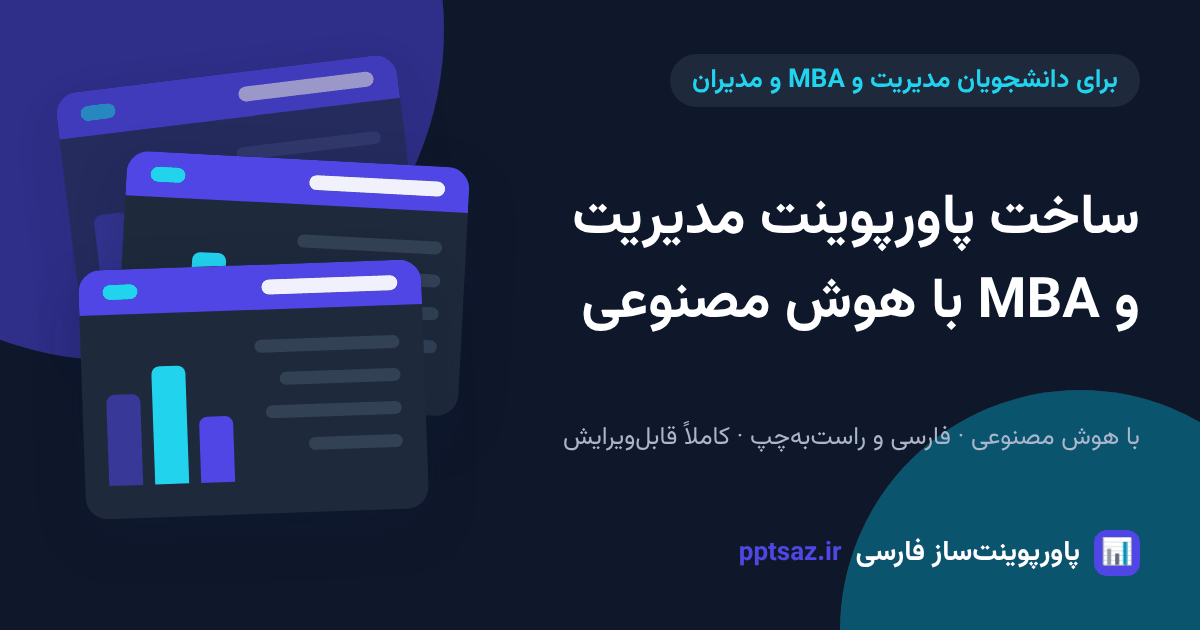 برای دانشجویان مدیریت و MBA و مدیران
ساخت پاورپوینت مدیریت
و MBA با هوش مصنوعی
با هوش مصنوعی · فارسی و راست‌به‌چپ · کاملاً قابل‌ویرایش
پاورپوینت‌ساز فارسی pptsaz.ir